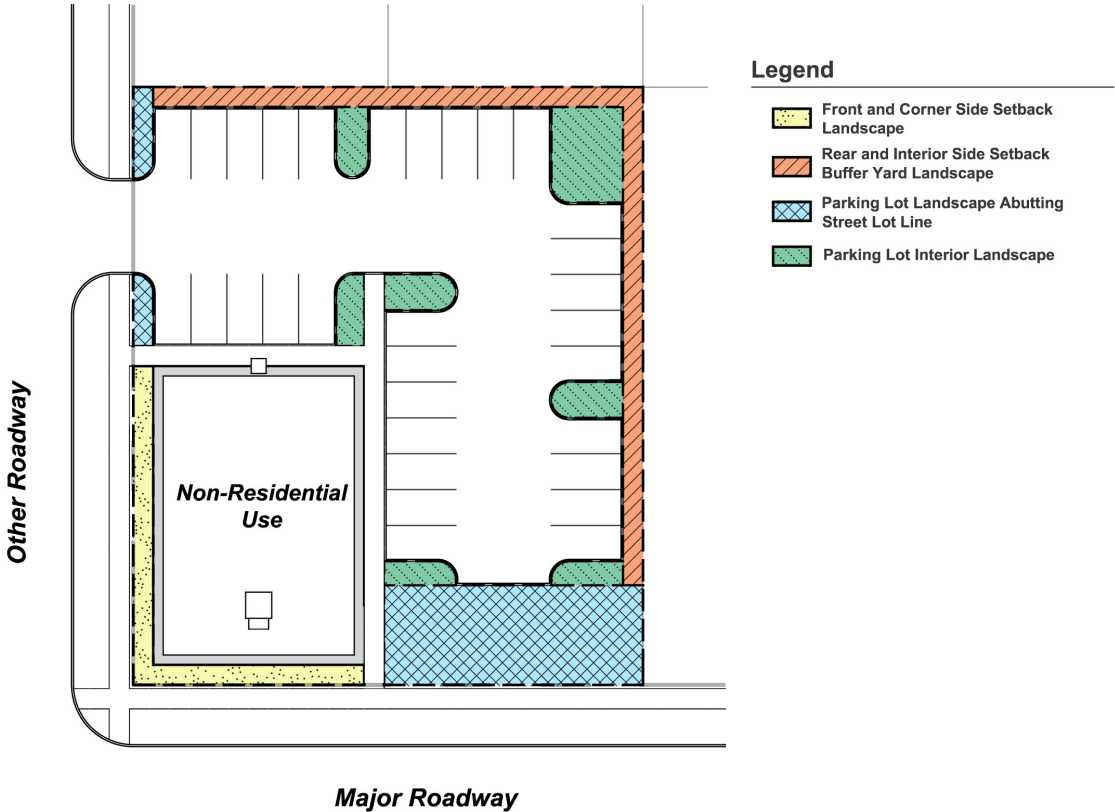 Legend
Front and Corner Side Setback
Landscape
Rear and Interior Side Setback
Buffer Yard Landscape
Parking Lot Landscape Abutting
Street Lot Line
Parking Lot Interior Landscape
Other Roadway
Non-Residential
Use
Major Roadway